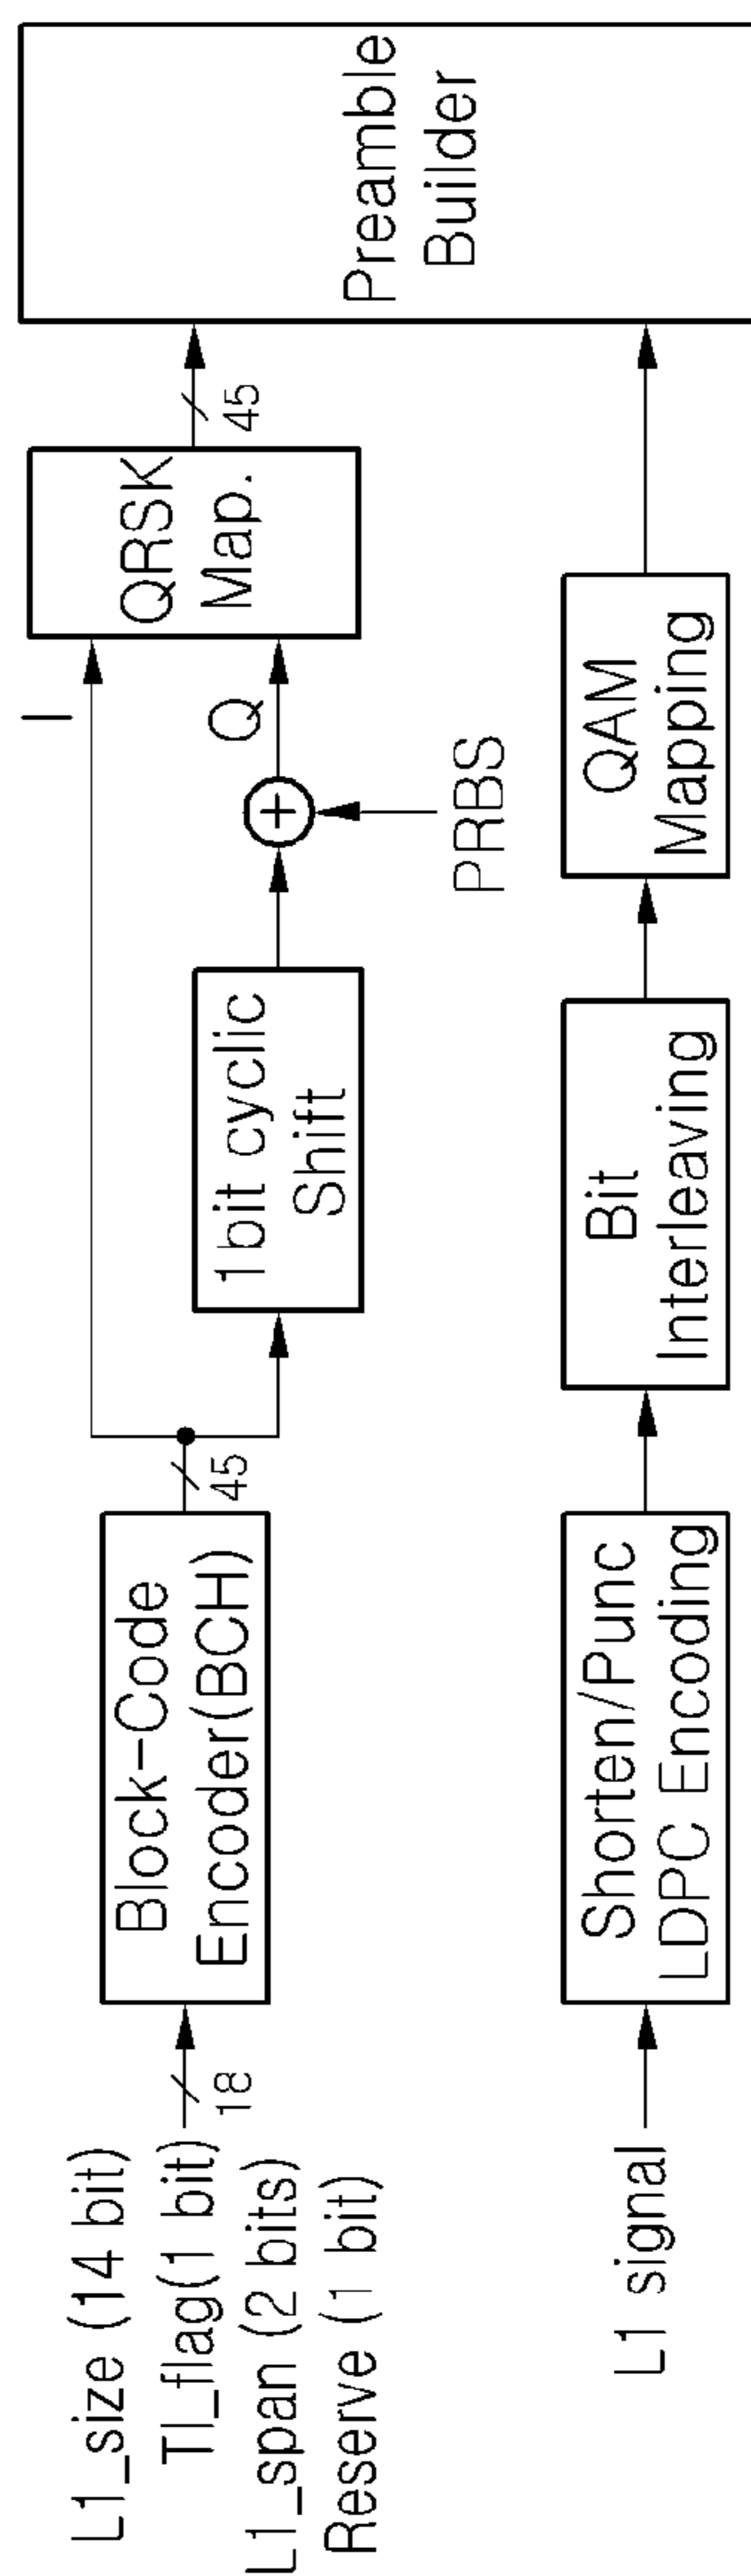 L1_size (14 bit)
TI_flag(1 bit)
L1_span (2 bits)
Reserve (1 bit)
18
Block-Code
Encoder(BCH)
45
1bit cyclic
Shift
I
Q
PRBS
QRSK
Map.
45
Preamble
Builder
L1 signal
Shorten/Punc
LDPC Encoding
Bit
Interleaving
QAM
Mapping